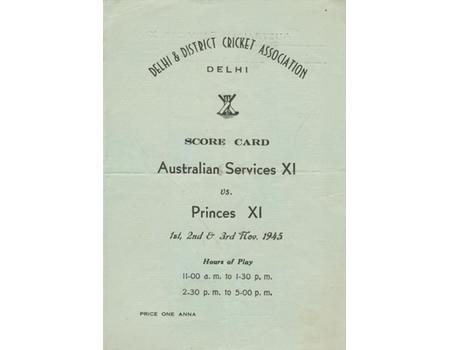 DELHI & DISTRICT CRICKET ASSOCIATION
DELHI
SCORE CARD
Australian Services XI
vs.
Princes XI
1st, 2nd & 3rd Nov. 1945
Hours of Play
11-00 a. m. to 1-30 p. m.
2.30 p. m. to 5-00 p. m.
PRICE ONE ANNA